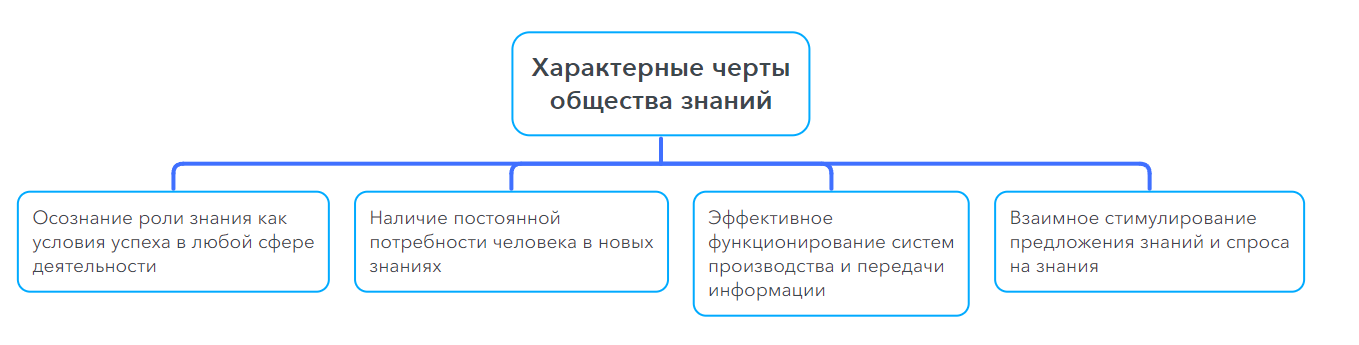 Характерные черты
общества знаний
Осознание роли знания как
условия успеха в любой сфере
деятельности
Наличие постоянной
потребности человека в новых
знаниях
Эффективное
функционирование систем
производства и передачи
информации
Взаимное стимулирование
предложения знаний и спроса
на знания